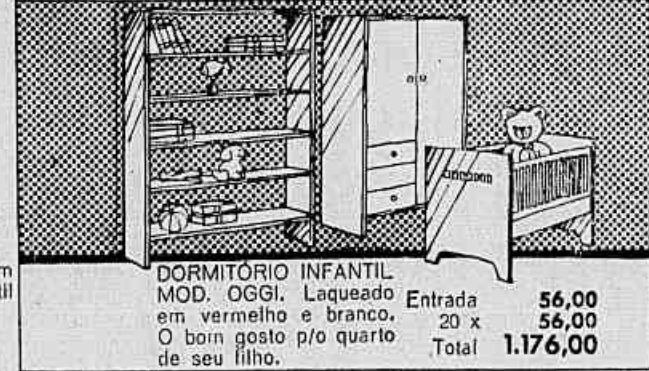 DORMITÓRIO INFANTIL
MOD. OGGI. Laqueado
em vermelho e branco.
O bom gosto p/o quarto
de seu filho.
Entrada 56,00
20 x 56,00
Total 1.176,00